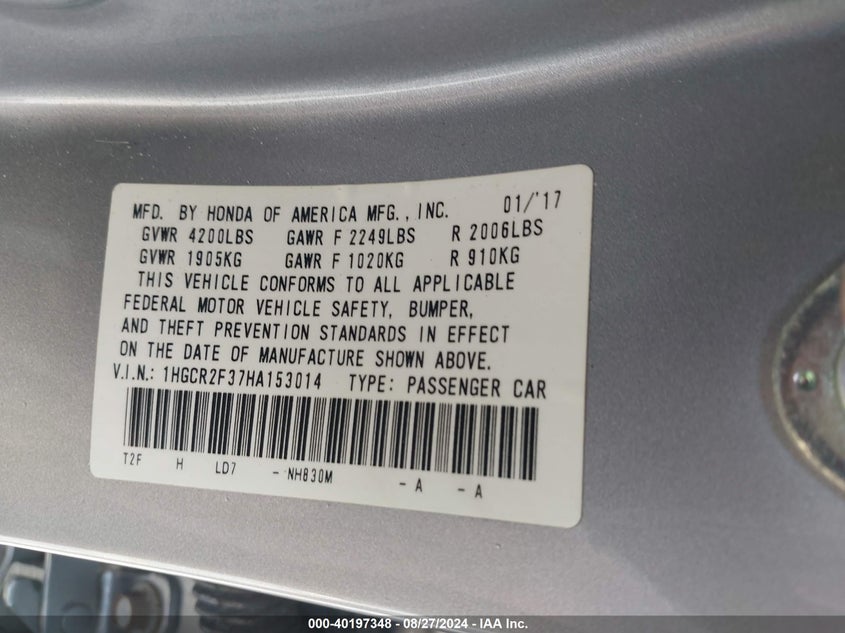 MFD. BY HONDA OF AMERICA MFG., INC. 01/'17
GVWR 4200LBS GAWR F 2249LBS R 2006LBS
GVWR 1905KG GAWR F 1020KG R 910KG
THIS VEHICLE CONFORMS TO ALL APPLICABLE
FEDERAL MOTOR VEHICLE SAFETY, BUMPER,
AND THEFT PREVENTION STANDARDS IN EFFECT
ON THE DATE OF MANUFACTURE SHOWN ABOVE.
V.I.N.: 1HGCR2F37HA153014 TYPE: PASSENGER CAR
T2F H LD7 - NH830M - A - A
000-40197348 - 08/27/2024 - IAA Inc.